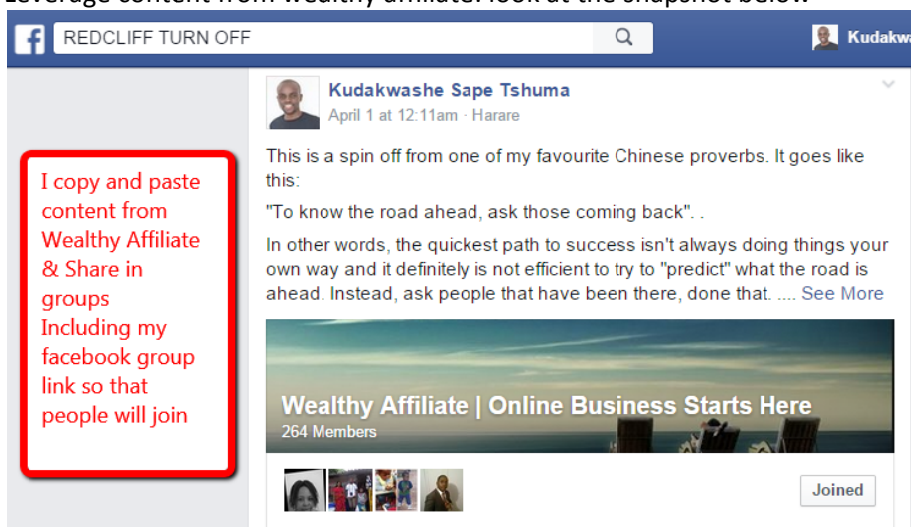 REDCLIFF TURN OFF
Kudakwashe Sape Tshuma
April 1 at 12:11am · Harare
This is a spin off from one of my favourite Chinese proverbs. It goes like
this:
"To know the road ahead, ask those coming back". .
In other words, the quickest path to success isn't always doing things your
own way and it definitely is not efficient to try to "predict" what the road is
ahead. Instead, ask people that have been there, done that. .... See More
I copy and paste
content from
Wealthy Affiliate
& Share in
groups
Including my
facebook group
link so that
people will join
Wealthy Affiliate | Online Business Starts Here
264 Members
Joined